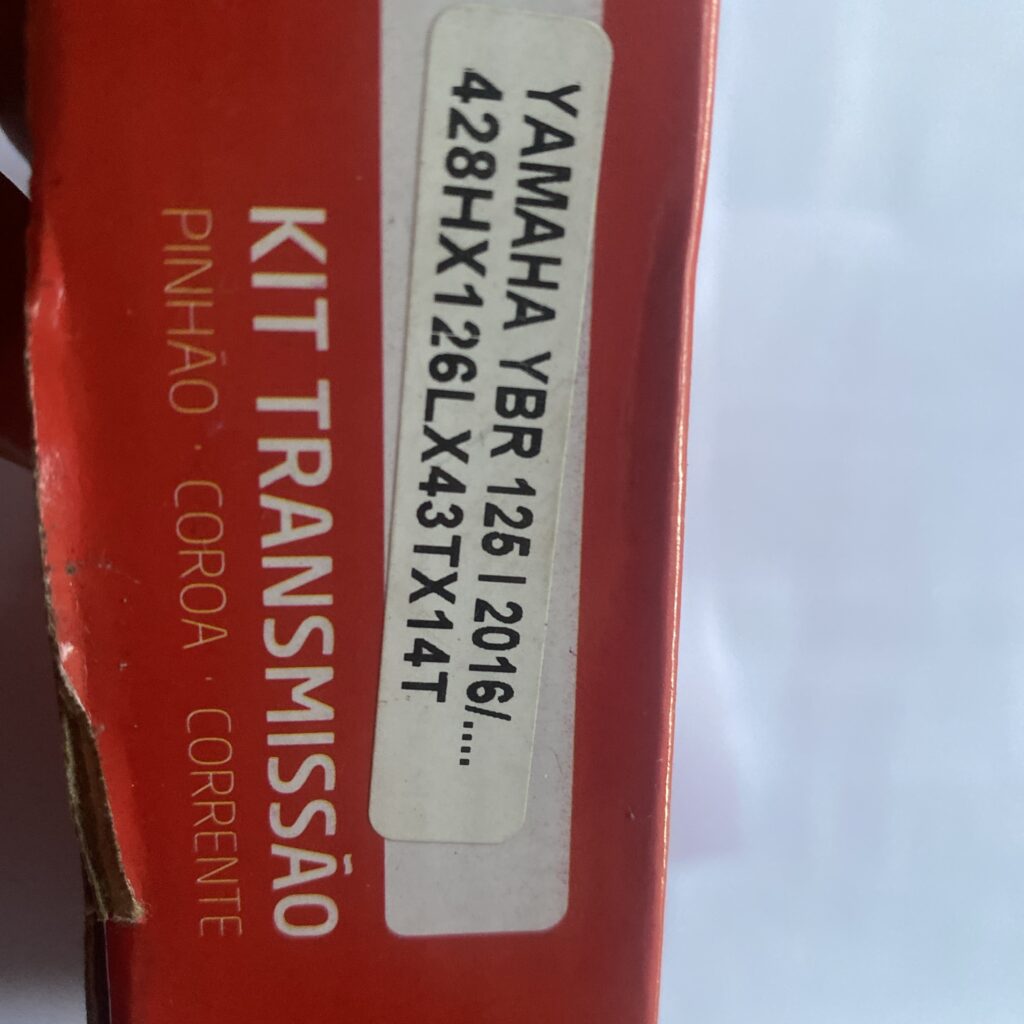 YAMAHA YBR 125 I 2016/....
428HX126LX43TX14T
KIT TRANSMISSÃO
PINHÃO · COROA · CORRENTE